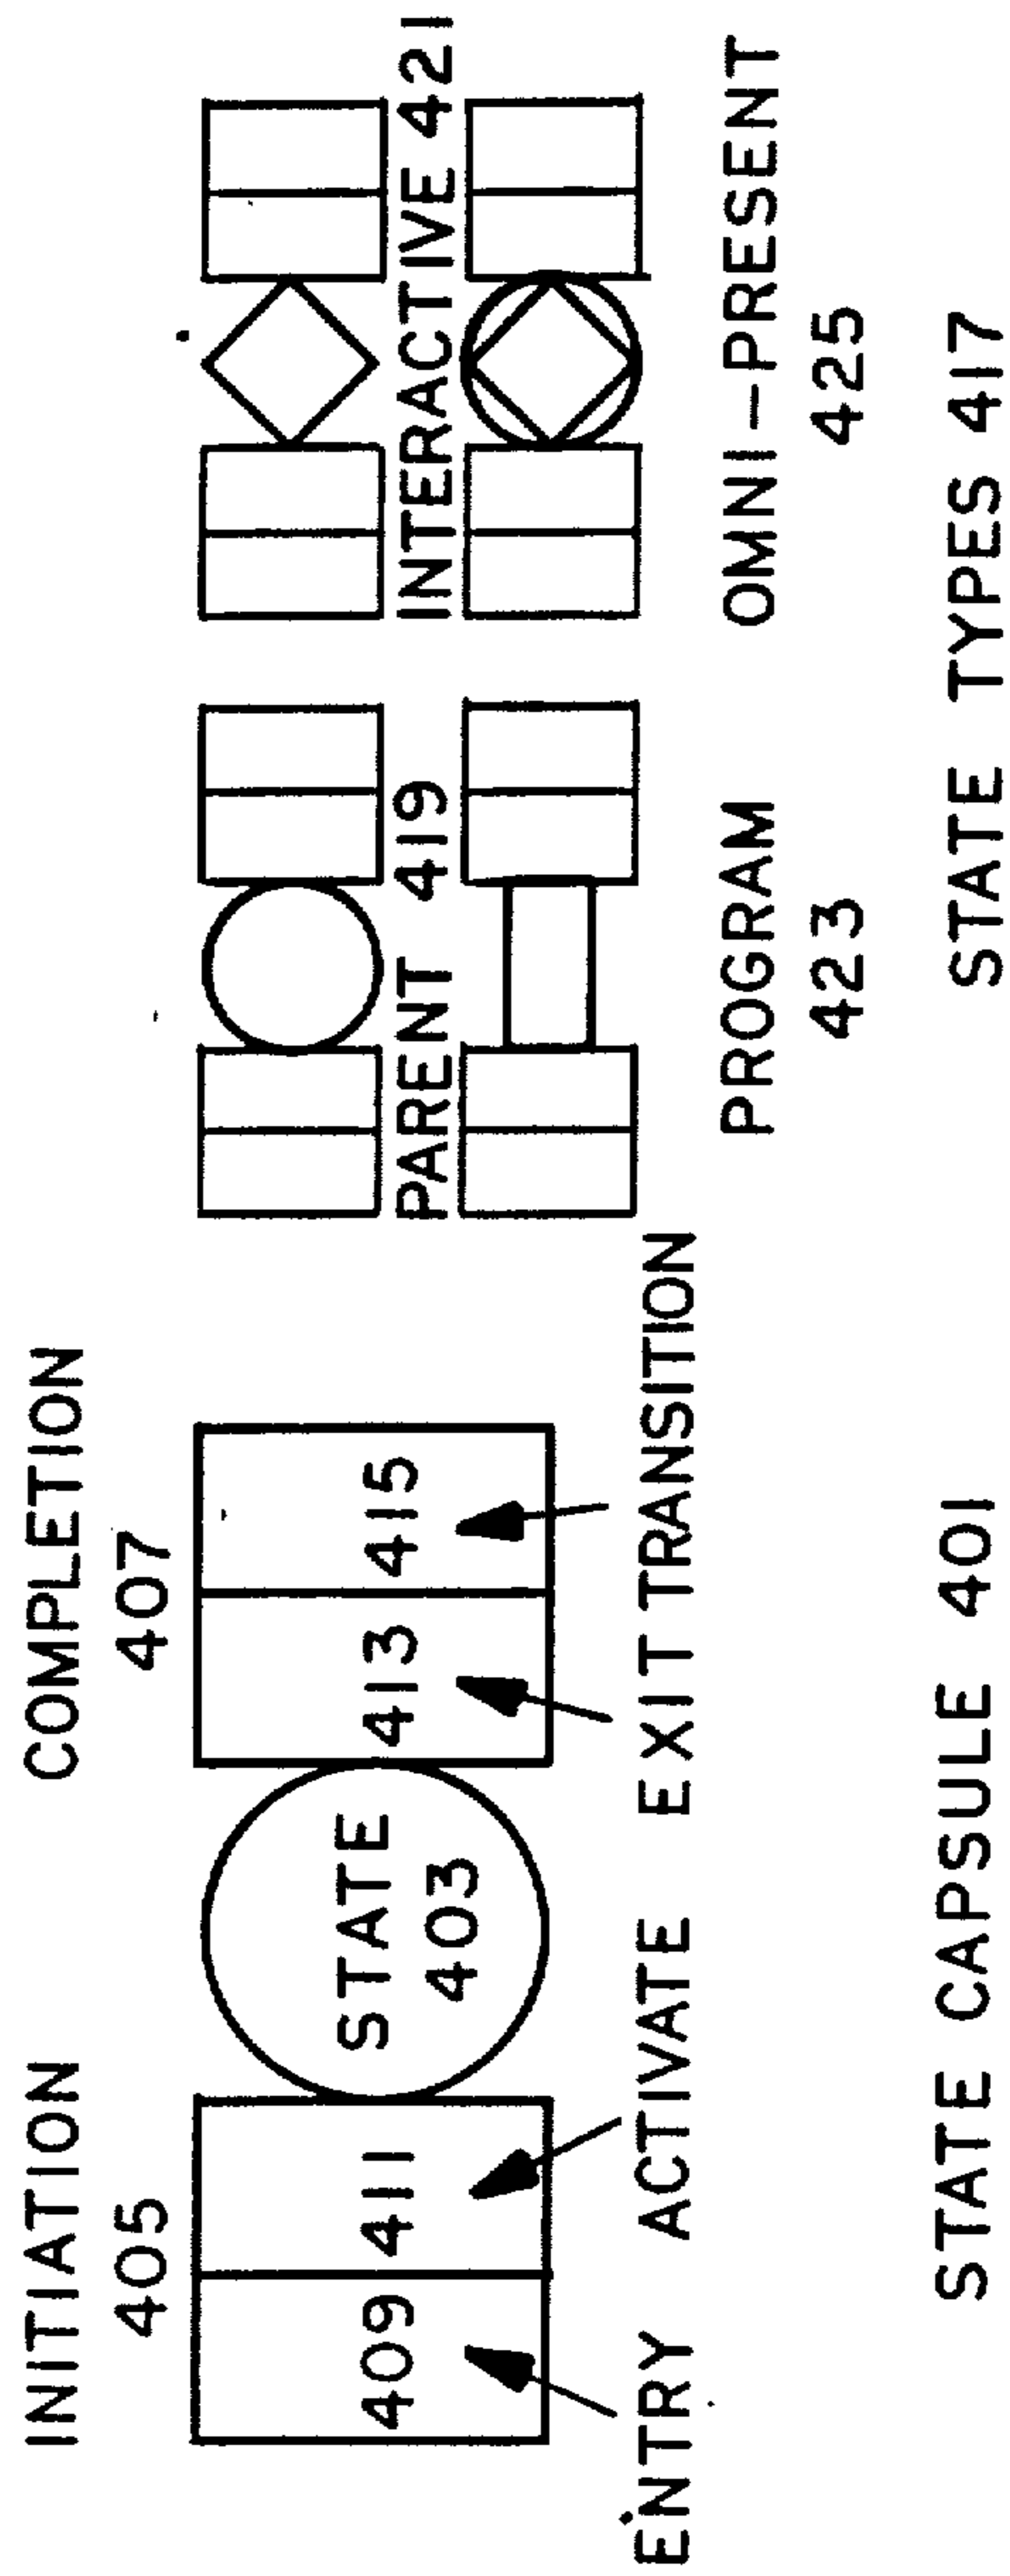 INITIATION
405
COMPLETION
407
409
411
STATE
403
413
415
ENTRY
ACTIVATE
EXIT TRANSITION
STATE CAPSULE 401
PARENT 419
INTERACTIVE 421
PROGRAM
423
OMNI-PRESENT
425
STATE TYPES 417